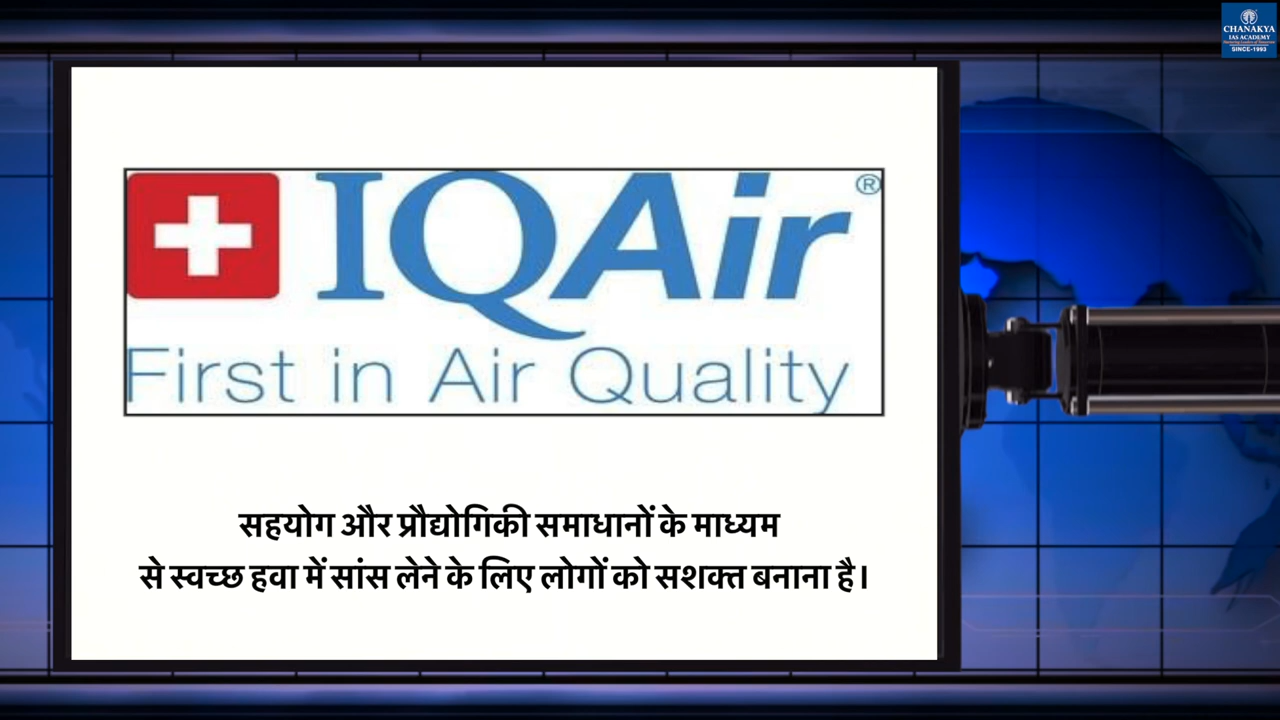 CHANAKYA
IAS ACADEMY
SINCE-1993
IQAir®
First in Air Quality
सहयोग और प्रौद्योगिकी समाधानों के माध्यम
से स्वच्छ हवा में सांस लेने के लिए लोगों को सशक्त बनाना है।